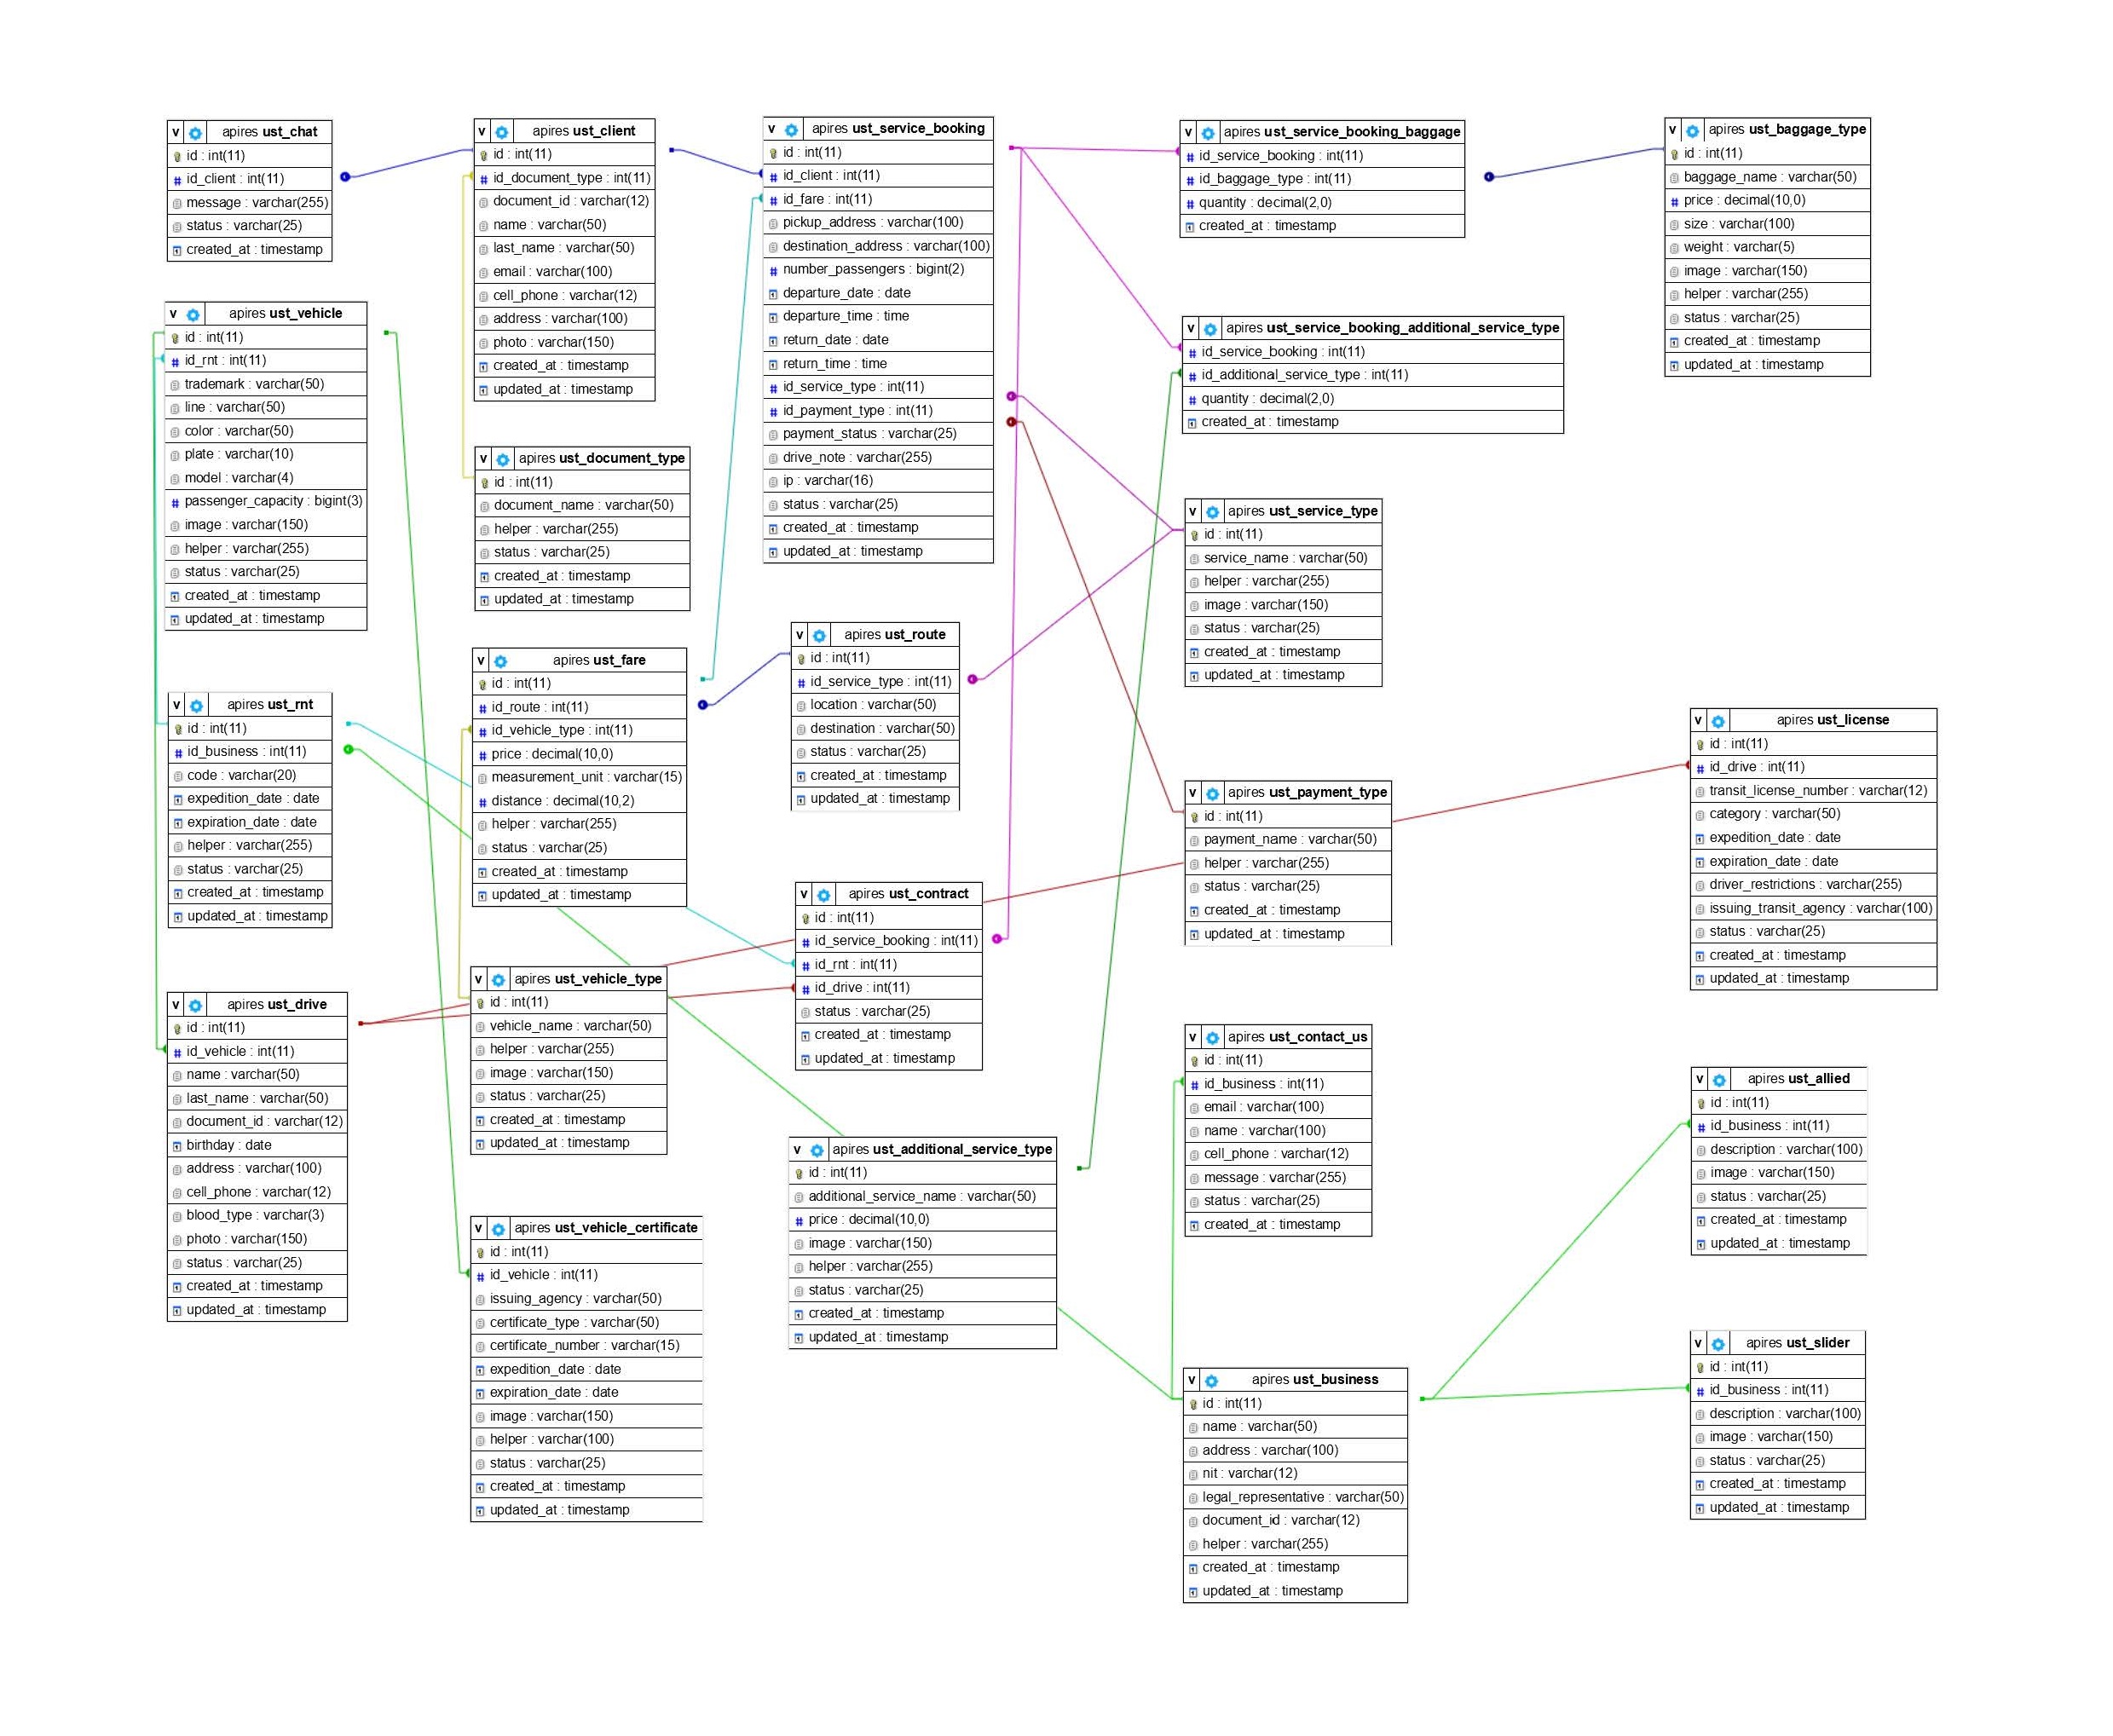 v apires ust_chat
id : int(11)
id_client : int(11)
message : varchar(255)
status : varchar(25)
created_at : timestamp
v apires ust_client
id : int(11)
id_document_type : int(11)
document_id : varchar(12)
name : varchar(50)
last_name : varchar(50)
email : varchar(100)
cell_phone : varchar(12)
address : varchar(100)
photo : varchar(150)
created_at : timestamp
updated_at : timestamp
v apires ust_service_booking
id : int(11)
id_client : int(11)
id_fare : int(11)
pickup_address : varchar(100)
destination_address : varchar(100)
number_passengers : bigint(2)
departure_date : date
departure_time : time
return_date : date
return_time : time
id_service_type : int(11)
id_payment_type : int(11)
payment_status : varchar(25)
drive_note : varchar(255)
ip : varchar(16)
status : varchar(25)
created_at : timestamp
updated_at : timestamp
v apires ust_service_booking_baggage
id_service_booking : int(11)
id_baggage_type : int(11)
quantity : decimal(2,0)
created_at : timestamp
v apires ust_baggage_type
id : int(11)
baggage_name : varchar(50)
price : decimal(10,0)
size : varchar(100)
weight : varchar(5)
image : varchar(150)
helper : varchar(255)
status : varchar(25)
created_at : timestamp
updated_at : timestamp
v apires ust_vehicle
id : int(11)
id_rnt : int(11)
trademark : varchar(50)
line : varchar(50)
color : varchar(50)
plate : varchar(10)
model : varchar(4)
passenger_capacity : bigint(3)
image : varchar(150)
helper : varchar(255)
status : varchar(25)
created_at : timestamp
updated_at : timestamp
v apires ust_service_booking_additional_service_type
id_service_booking : int(11)
id_additional_service_type : int(11)
quantity : decimal(2,0)
created_at : timestamp
v apires ust_document_type
id : int(11)
document_name : varchar(50)
helper : varchar(255)
status : varchar(25)
created_at : timestamp
updated_at : timestamp
v apires ust_service_type
id : int(11)
service_name : varchar(50)
helper : varchar(255)
image : varchar(150)
status : varchar(25)
created_at : timestamp
updated_at : timestamp
v apires ust_route
id : int(11)
id_service_type : int(11)
location : varchar(50)
destination : varchar(50)
status : varchar(25)
created_at : timestamp
updated_at : timestamp
v apires ust_fare
id : int(11)
id_route : int(11)
id_vehicle_type : int(11)
price : decimal(10,0)
measurement_unit : varchar(15)
distance : decimal(10,2)
helper : varchar(255)
status : varchar(25)
created_at : timestamp
updated_at : timestamp
v apires ust_rnt
id : int(11)
id_business : int(11)
code : varchar(20)
expedition_date : date
expiration_date : date
helper : varchar(255)
status : varchar(25)
created_at : timestamp
updated_at : timestamp
v apires ust_license
id : int(11)
id_drive : int(11)
transit_license_number : varchar(12)
category : varchar(50)
expedition_date : date
expiration_date : date
driver_restrictions : varchar(255)
issuing_transit_agency : varchar(100)
status : varchar(25)
created_at : timestamp
updated_at : timestamp
v apires ust_payment_type
id : int(11)
payment_name : varchar(50)
helper : varchar(255)
status : varchar(25)
created_at : timestamp
updated_at : timestamp
v apires ust_contract
id : int(11)
id_service_booking : int(11)
id_rnt : int(11)
id_drive : int(11)
status : varchar(25)
created_at : timestamp
updated_at : timestamp
v apires ust_vehicle_type
id : int(11)
vehicle_name : varchar(50)
helper : varchar(255)
image : varchar(150)
status : varchar(25)
created_at : timestamp
updated_at : timestamp
v apires ust_drive
id : int(11)
id_vehicle : int(11)
name : varchar(50)
last_name : varchar(50)
document_id : varchar(12)
birthday : date
address : varchar(100)
cell_phone : varchar(12)
blood_type : varchar(3)
photo : varchar(150)
status : varchar(25)
created_at : timestamp
updated_at : timestamp
v apires ust_contact_us
id : int(11)
id_business : int(11)
email : varchar(100)
name : varchar(100)
cell_phone : varchar(12)
message : varchar(255)
status : varchar(25)
created_at : timestamp
v apires ust_allied
id : int(11)
id_business : int(11)
description : varchar(100)
image : varchar(150)
status : varchar(25)
created_at : timestamp
updated_at : timestamp
v apires ust_additional_service_type
id : int(11)
additional_service_name : varchar(50)
price : decimal(10,0)
image : varchar(150)
helper : varchar(255)
status : varchar(25)
created_at : timestamp
updated_at : timestamp
v apires ust_vehicle_certificate
id : int(11)
id_vehicle : int(11)
issuing_agency : varchar(50)
certificate_type : varchar(50)
certificate_number : varchar(15)
expedition_date : date
expiration_date : date
image : varchar(150)
helper : varchar(100)
status : varchar(25)
created_at : timestamp
updated_at : timestamp
v apires ust_slider
id : int(11)
id_business : int(11)
description : varchar(100)
image : varchar(150)
status : varchar(25)
created_at : timestamp
updated_at : timestamp
v apires ust_business
id : int(11)
name : varchar(50)
address : varchar(100)
nit : varchar(12)
legal_representative : varchar(50)
document_id : varchar(12)
helper : varchar(255)
created_at : timestamp
updated_at : timestamp